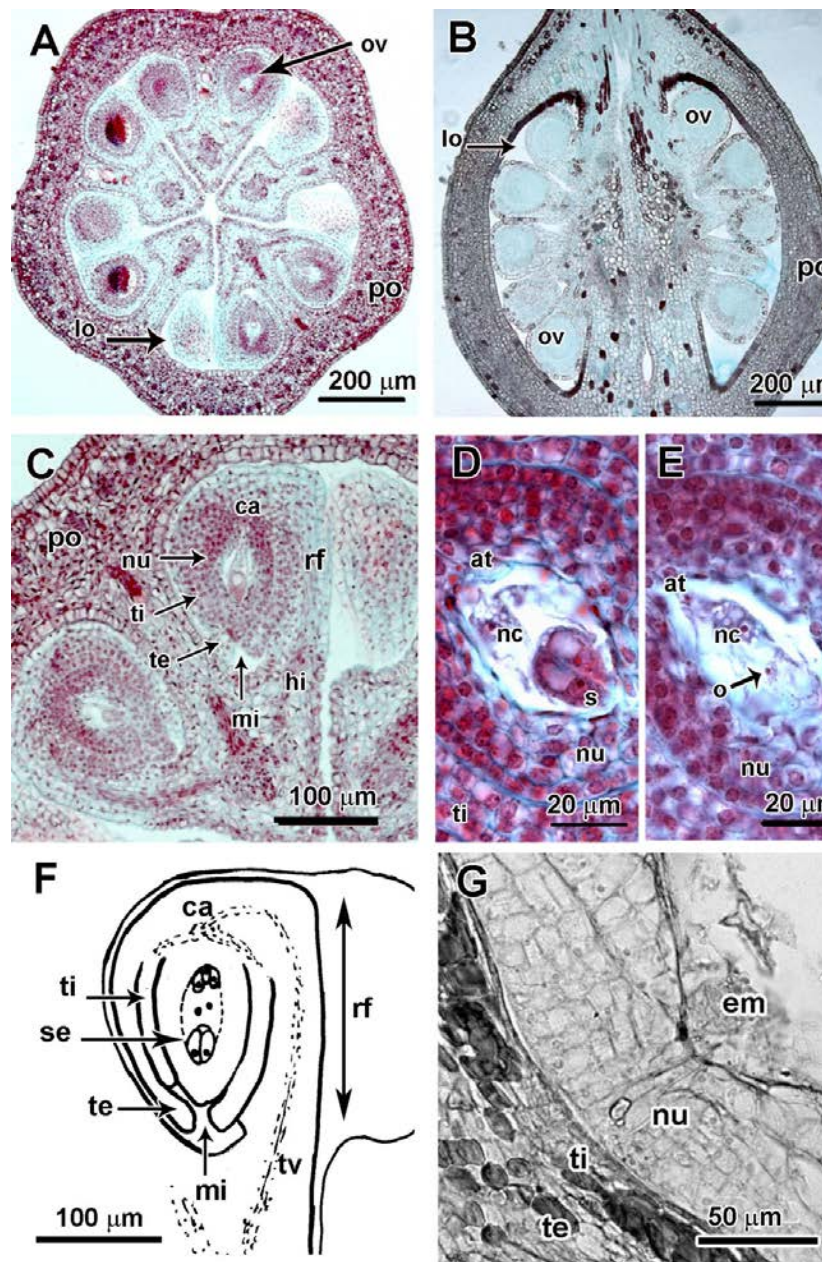 A
ov
lo
po
200 µm
B
ov
lo
po
ov
200 µm
C
po
ca
nu
rf
ti
te
mi
hi
100 µm
D
at
nc
s
nu
ti
20 µm
E
at
nc
o
nu
20 µm
F
ca
ti
se
rf
te
mi
tv
100 µm
G
em
nu
ti
te
50 µm